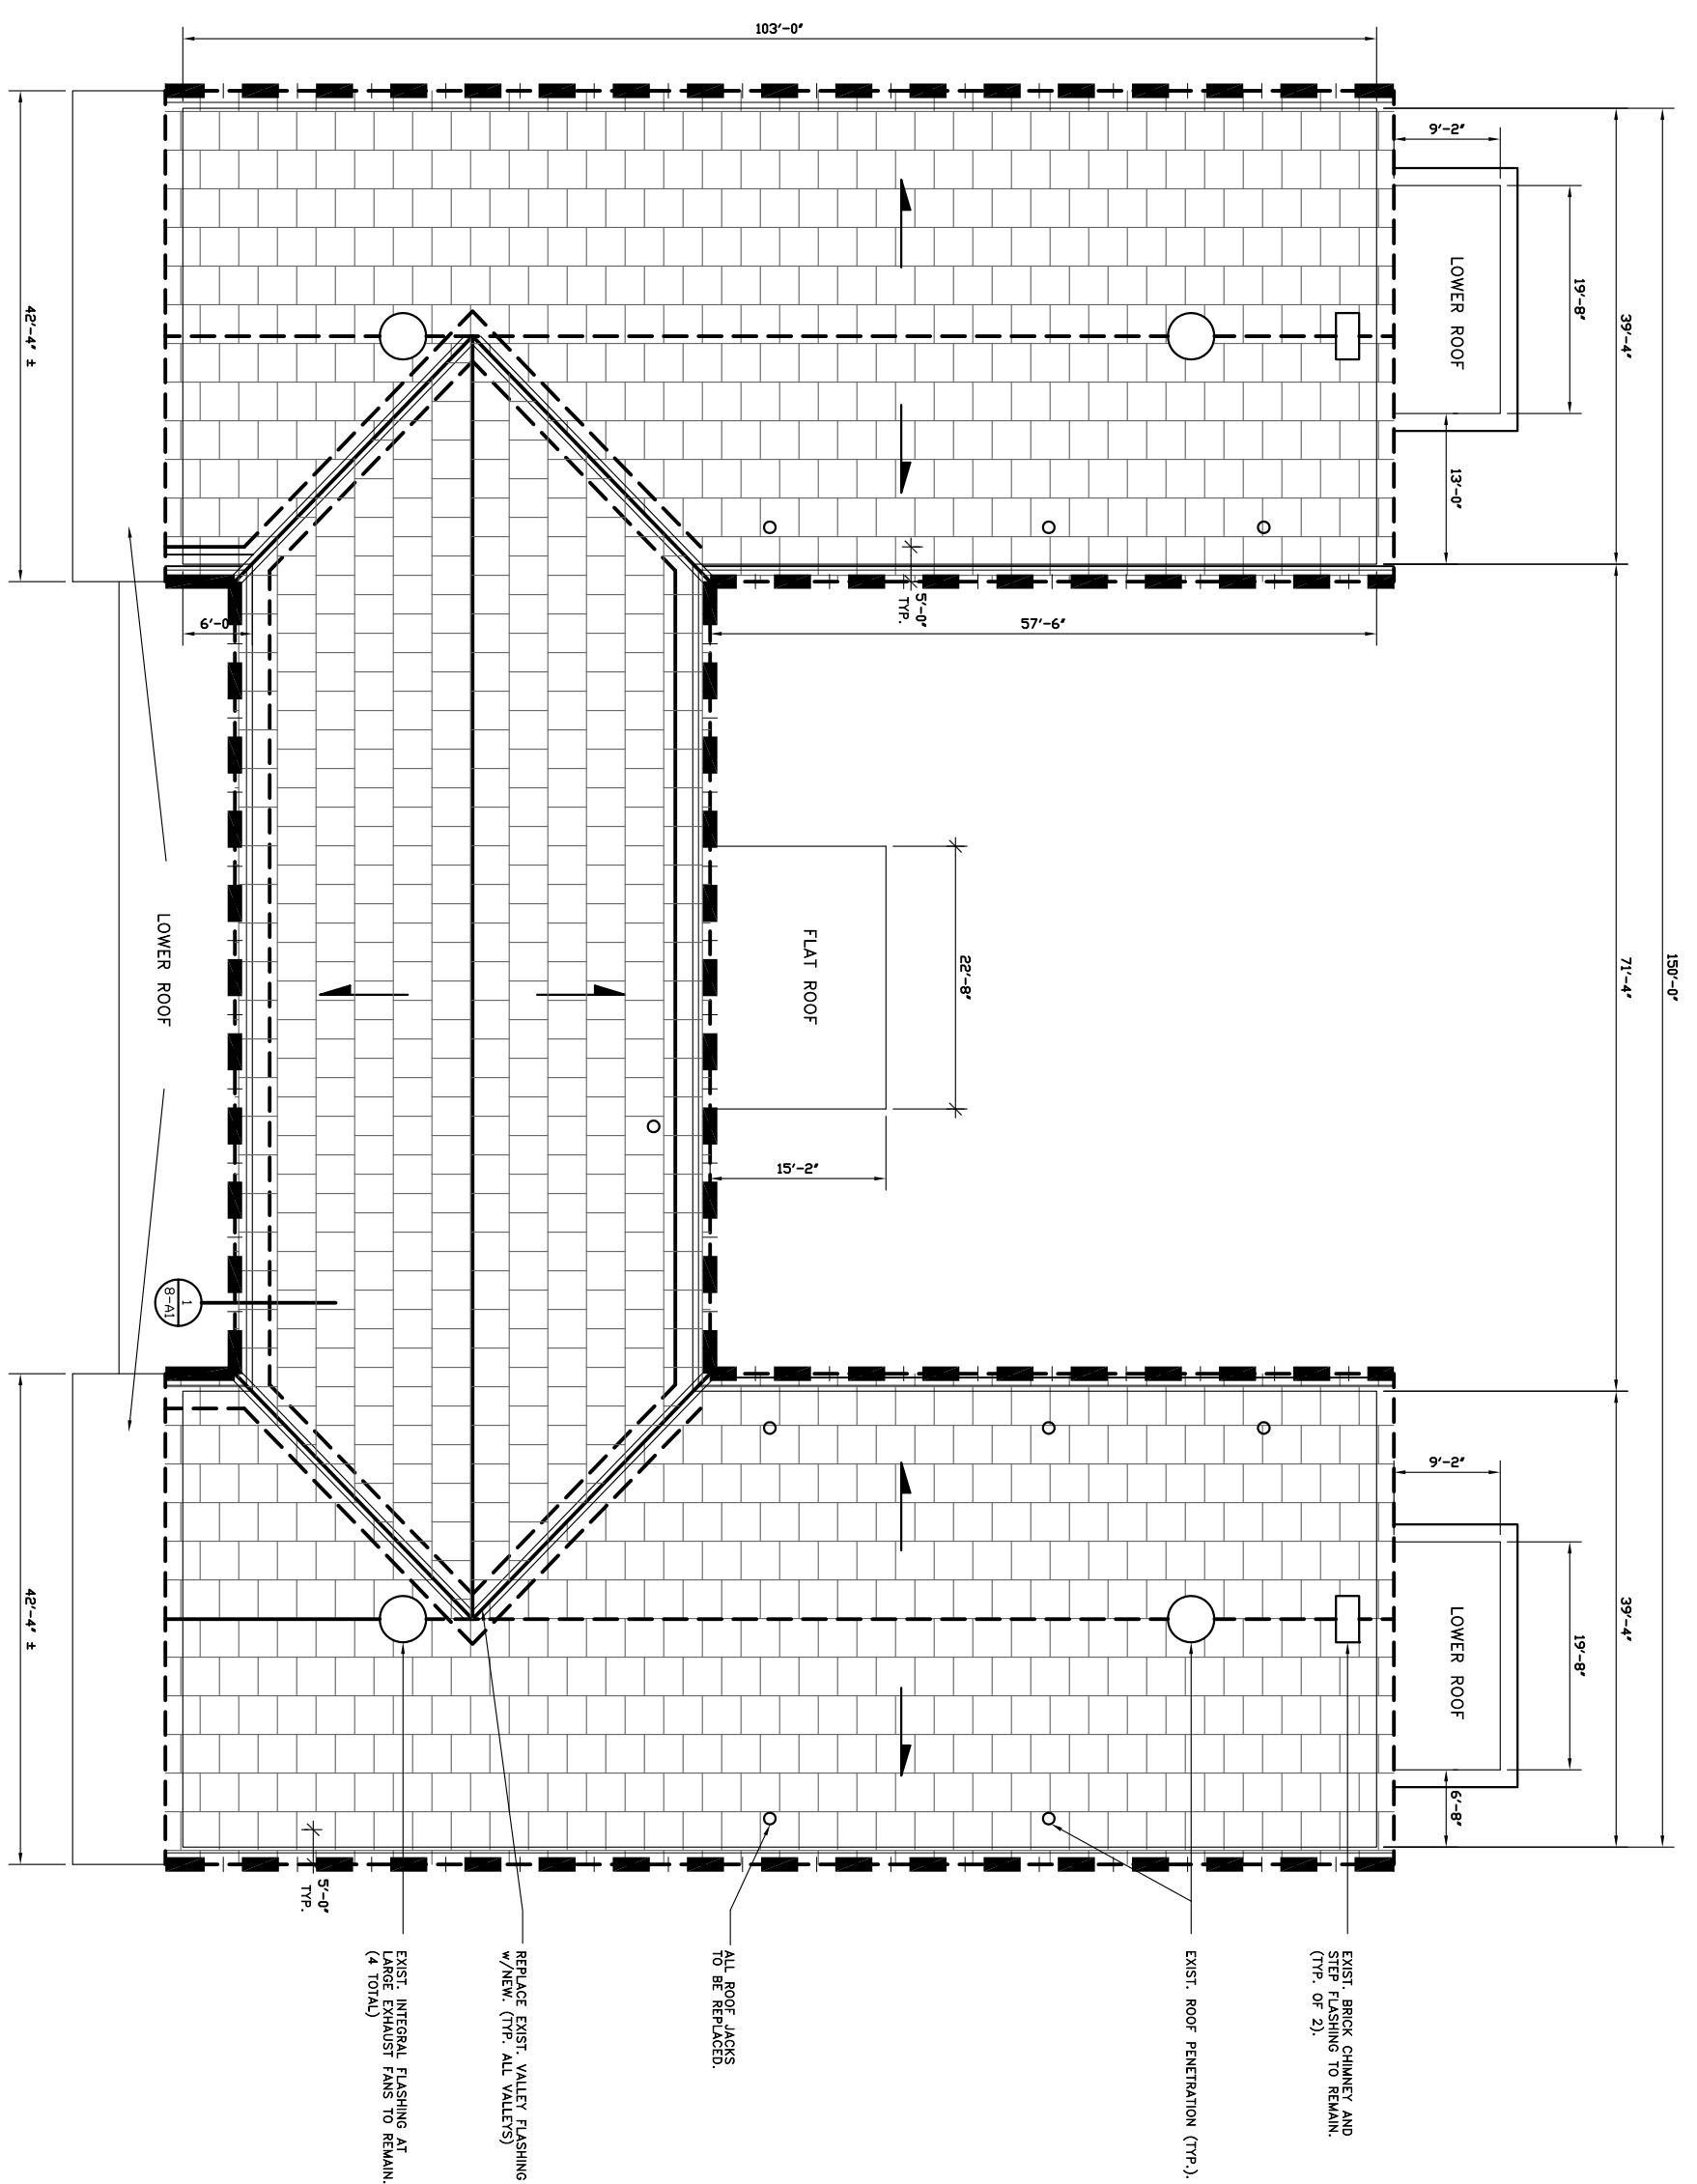 150'-0"
39'-4"
71'-4"
39'-4"
19'-8"
19'-8"
LOWER ROOF
13'-0"
LOWER ROOF
6'-8"
9'-2"
9'-2"
EXIST. BRICK CHIMNEY AND
STEP FLASHING TO REMAIN.
(TYP. OF 2).
EXIST. ROOF PENETRATION (TYP.).
103'-0"
57'-6"
22'-8"
5'-0"
TYP.
FLAT ROOF
15'-2"
ALL ROOF JACKS
TO BE REPLACED.
REPLACE EXIST. VALLEY FLASHING
w/NEW. (TYP. ALL VALLEYS)
EXIST. INTEGRAL FLASHING AT
LARGE EXHAUST FANS TO REMAIN.
(4 TOTAL)
5'-0"
TYP.
6'-0
LOWER ROOF
1
8-A1
42'-4" ±
42'-4" ±